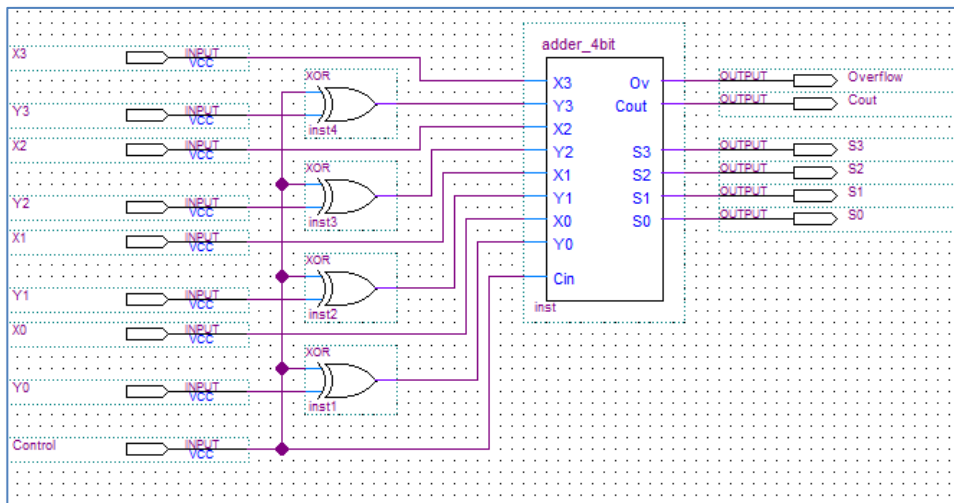 adder_4bit
X3 INPUT VCC
XOR
X3 Ov OUTPUT Overflow
Y3 INPUT VCC
inst4
Y3 Cout OUTPUT Cout
X2 INPUT VCC
X2
XOR
Y2 S3 OUTPUT S3
X1 S2 OUTPUT S2
Y2 INPUT VCC
inst3
Y1 S1 OUTPUT S1
X0 S0 OUTPUT S0
X1 INPUT VCC
Y0
XOR
Cin
Y1 INPUT VCC
inst2
inst
X0 INPUT VCC
XOR
Y0 INPUT VCC
inst1
Control INPUT VCC